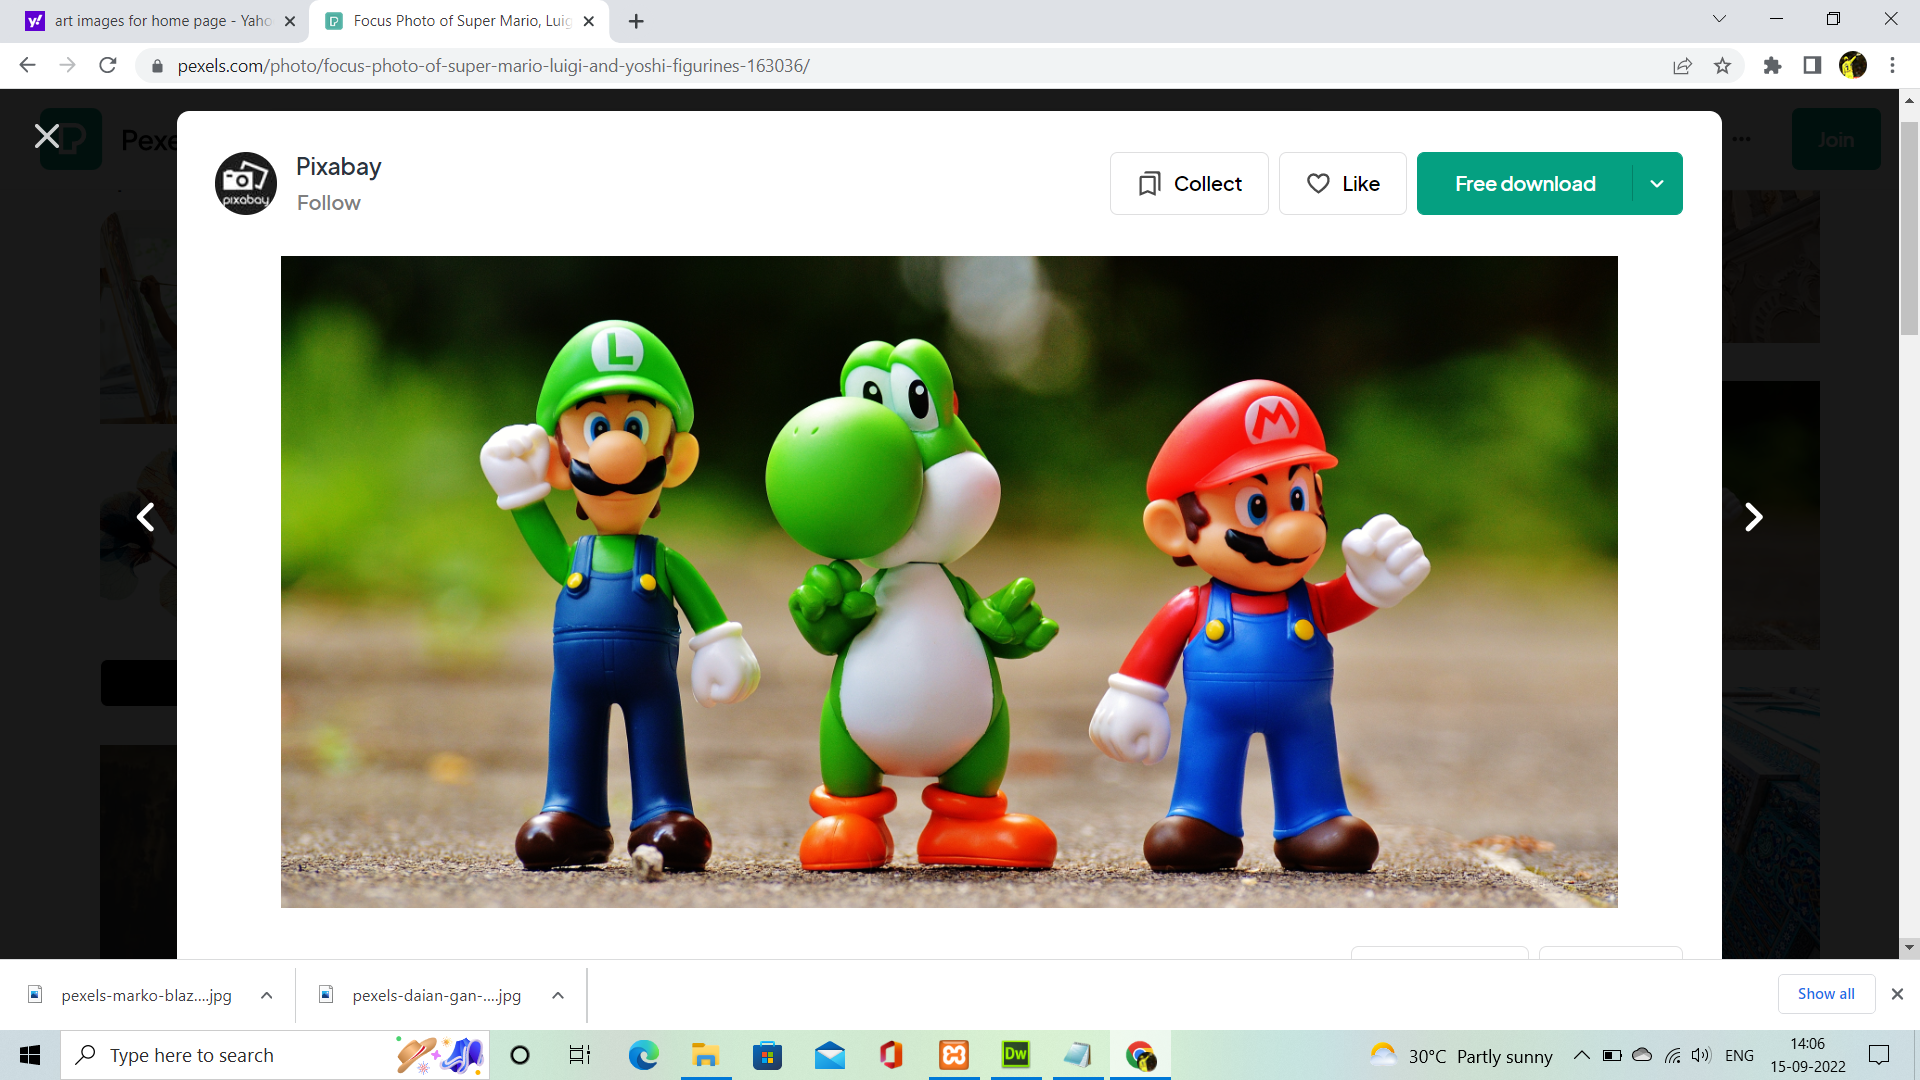 art images for home page - Yaho
Focus Photo of Super Mario, Luig
pexels.com/photo/focus-photo-of-super-mario-luigi-and-yoshi-figurines-163036/
Pexe
Join
pixabay
Pixabay
Follow
Collect
Like
Free download
L
M
pexels-marko-blaz....jpg
pexels-daian-gan-....jpg
Show all
Type here to search
Dw
30°C Partly sunny
ENG
14:06
15-09-2022